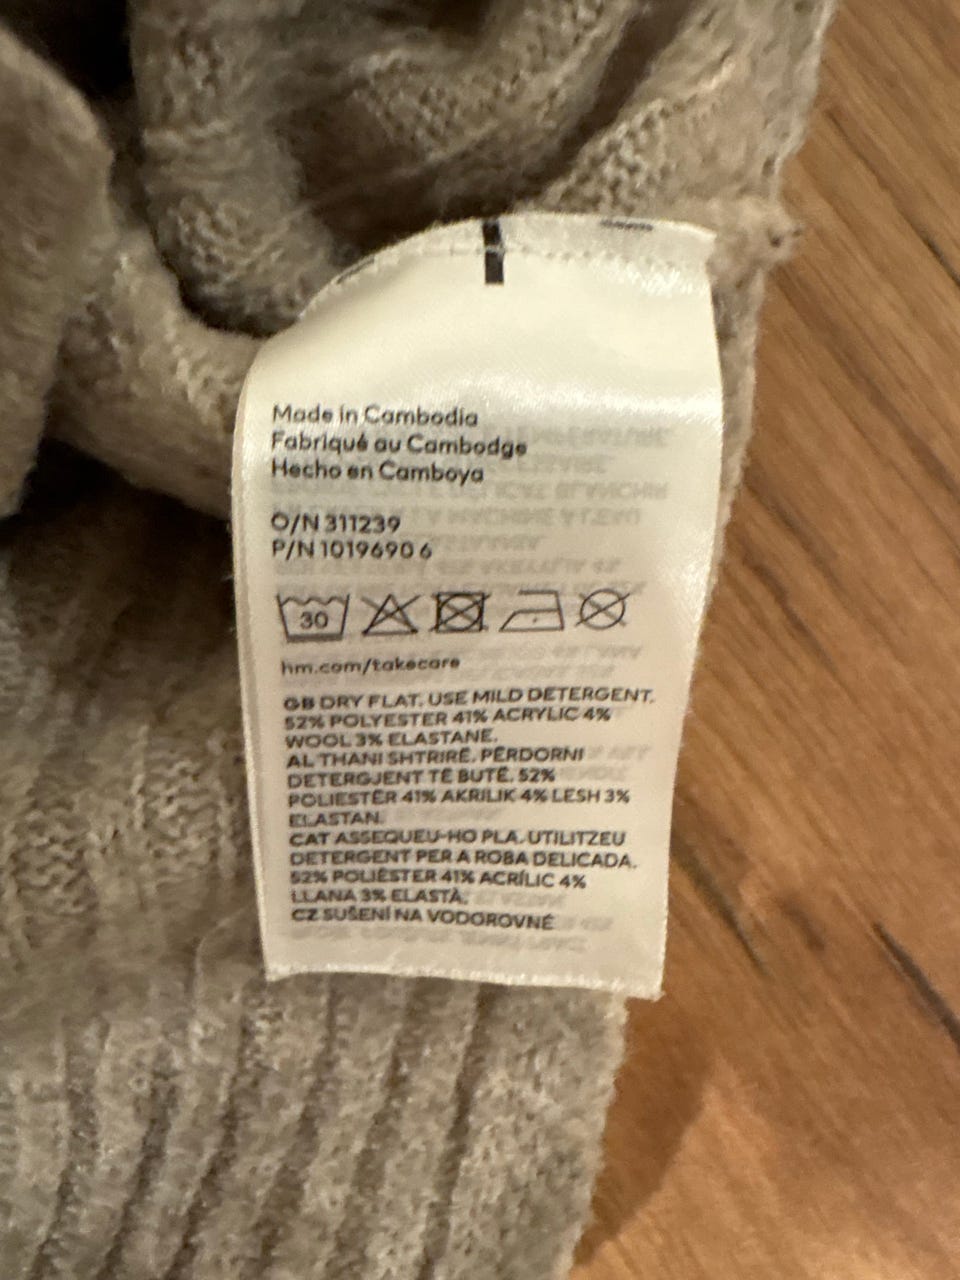 Made in Cambodia
Fabriqué au Cambodge
Hecho en Camboya
O/N 311239
P/N 1019690 6
30
hm.com/takecare
GB DRY FLAT. USE MILD DETERGENT.
52% POLYESTER 41% ACRYLIC 4%
WOOL 3% ELASTANE.
AL THANI SHTRIRË. PËRDORNI
DETERGJENT TË BUTË. 52%
POLIESTËR 41% AKRILIK 4% LESH 3%
ELASTAN.
CAT ASSEQUEU-HO PLA. UTILITZEU
DETERGENT PER A ROBA DELICADA.
52% POLIÈSTER 41% ACRÍLIC 4%
LLANA 3% ELASTÀ.
CZ SUŠENÍ NA VODOROVNÉ